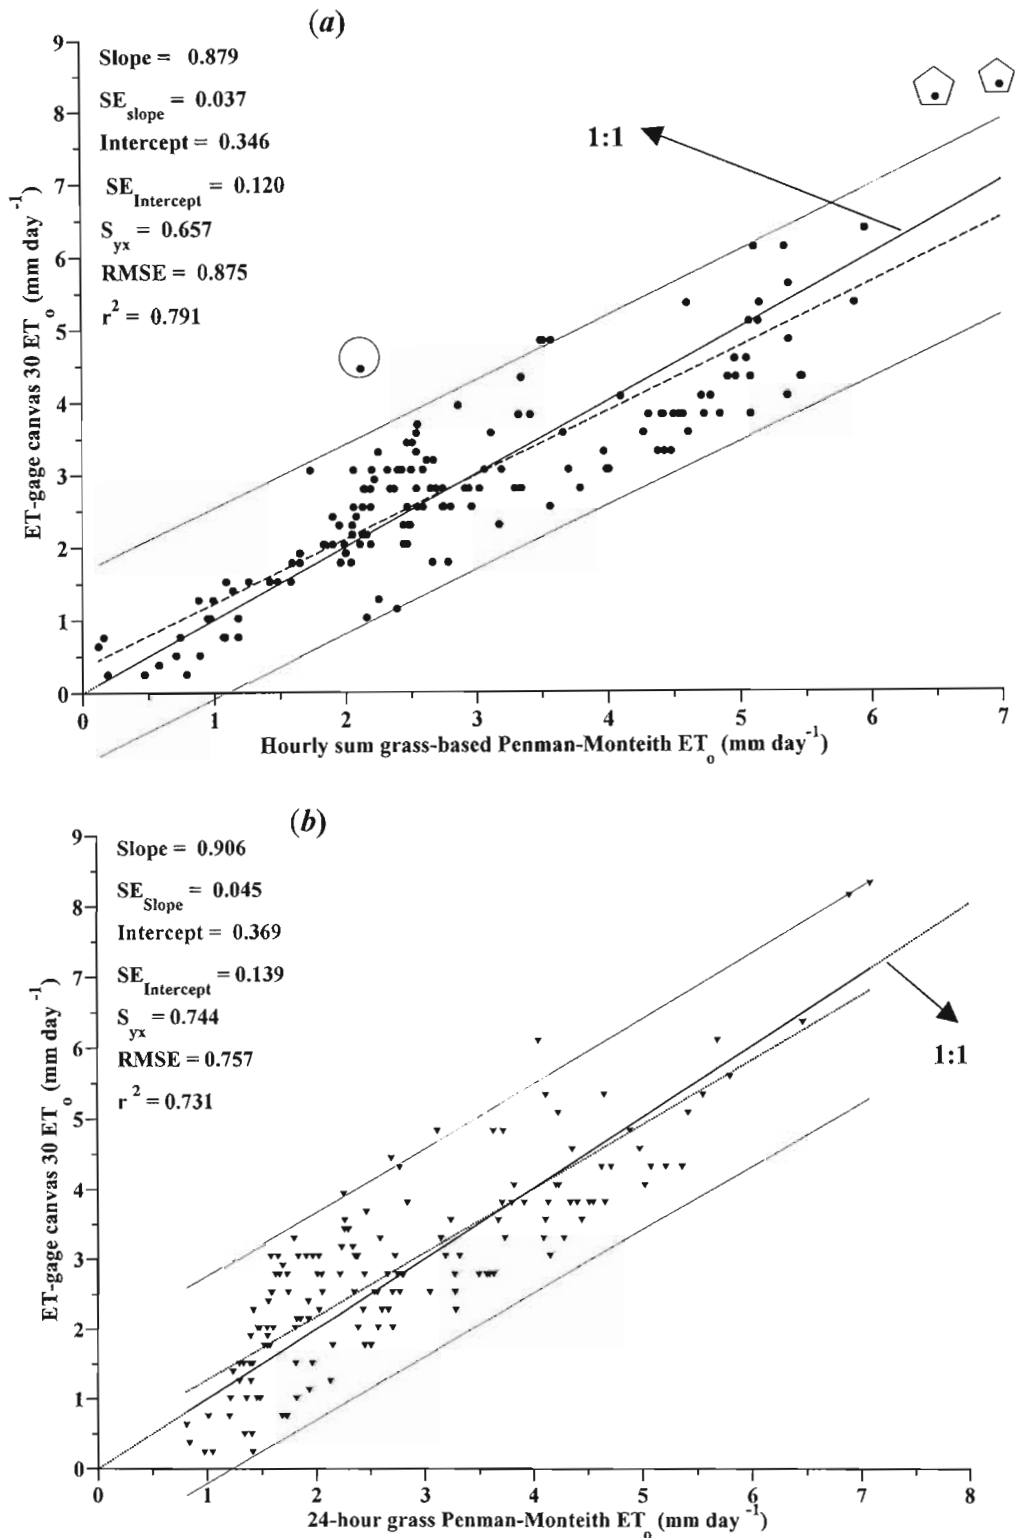 (a)
9
8
7
6
5
4
3
2
1
0
ET-gage canvas 30 ET_o (mm day^-1)
Slope = 0.879
SE_slope = 0.037
Intercept = 0.346
SE_Intercept = 0.120
S_yx = 0.657
RMSE = 0.875
r^2 = 0.791
1:1
0 1 2 3 4 5 6 7
Hourly sum grass-based Penman-Monteith ET_o (mm day^-1)
(b)
9
8
7
6
5
4
3
2
1
0
ET-gage canvas 30 ET_o (mm day^-1)
Slope = 0.906
SE_Slope = 0.045
Intercept = 0.369
SE_Intercept = 0.139
S_yx = 0.744
RMSE = 0.757
r^2 = 0.731
1:1
0 1 2 3 4 5 6 7 8
24-hour grass Penman-Monteith ET_o (mm day^-1)